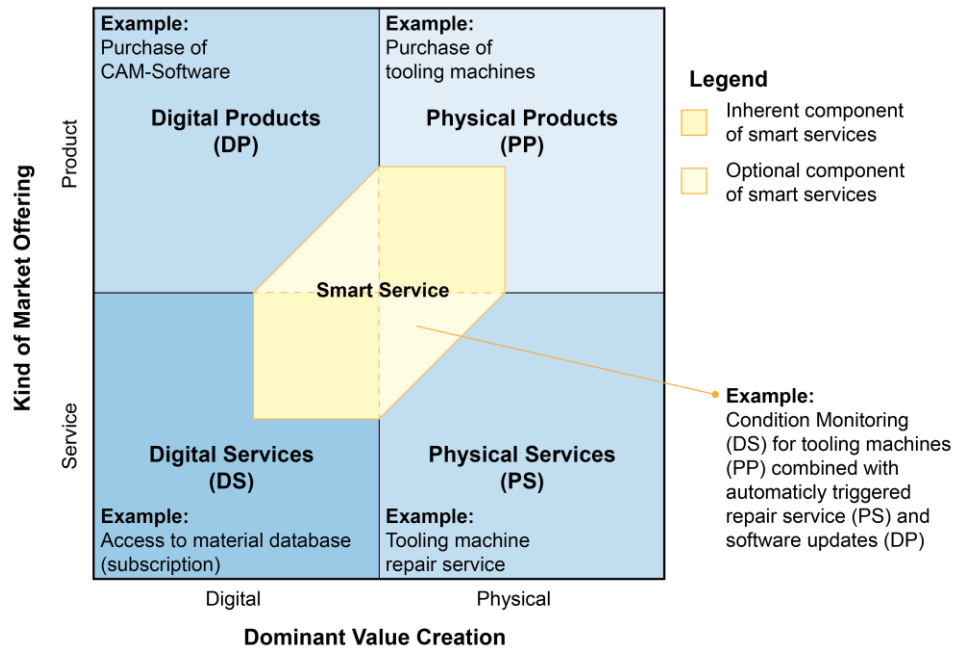 Example:
Purchase of
CAM-Software
Digital Products
(DP)
Example:
Purchase of
tooling machines
Physical Products
(PP)
Legend
Inherent component
of smart services
Optional component
of smart services
Kind of Market Offering
Product
Service
Smart Service
Digital Services
(DS)
Example:
Access to material database
(subscription)
Physical Services
(PS)
Example:
Tooling machine
repair service
Example:
Condition Monitoring
(DS) for tooling machines
(PP) combined with
automaticly triggered
repair service (PS) and
software updates (DP)
Digital
Physical
Dominant Value Creation